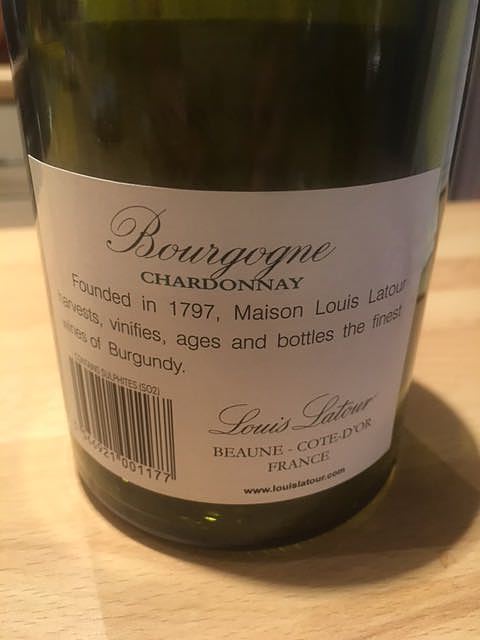 Bourgogne
CHARDONNAY
Founded in 1797, Maison Louis Latour
harvests, vinifies, ages and bottles the finest
wines of Burgundy.
CONTAINS SULPHITES (SO2)
001177
Louis Latour
BEAUNE - COTE-D'OR
FRANCE
www.louislatour.com